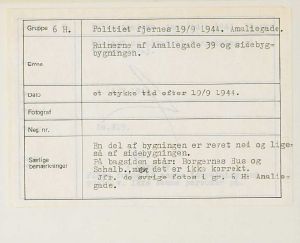 Gruppe 6 H. Politiet fjernes 19/9 1944. Amaliegade.
Emne Ruinerne af Amaliegade 39 og sidebyg-
bygningen.
Dato et stykke tid efter 19/9 1944.
Fotograf
Neg nr.
Særlige bemærkninger En del af bygningen er revet ned og lige-
så af sidebygningen.
På bagsiden står: Borgernes Hus og
Schalb., men det er ikke korrekt.
Jfr. de øvrige fotos i gr. 6 H: Amalie-
gade.